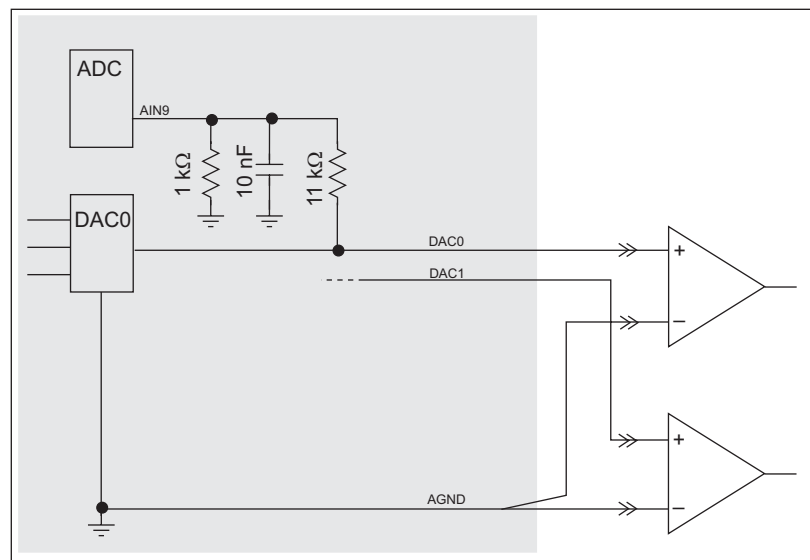 ADC
AIN9
1 kΩ
10 nF
11 kΩ
DAC0
DAC0
DAC1
+
−
+
AGND
−